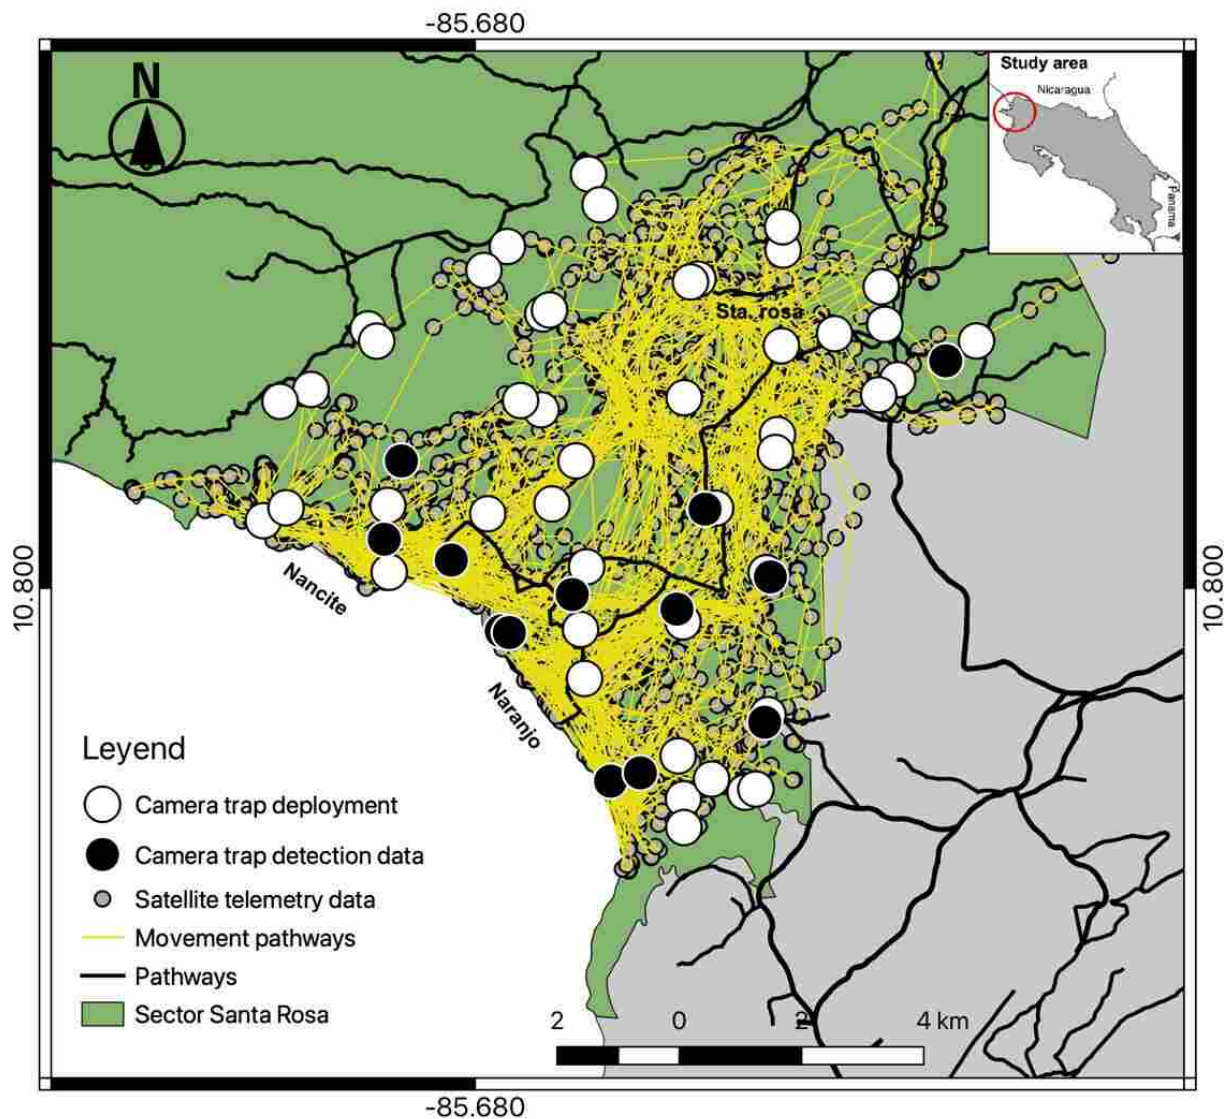 -85.680
N
Study area
Nicaragua
Panama
Sta. rosa
10.800
10.800
Nancite
Naranjo
Leyend
Camera trap deployment
Camera trap detection data
Satellite telemetry data
Movement pathways
Pathways
Sector Santa Rosa
2 0 2 4 km
-85.680